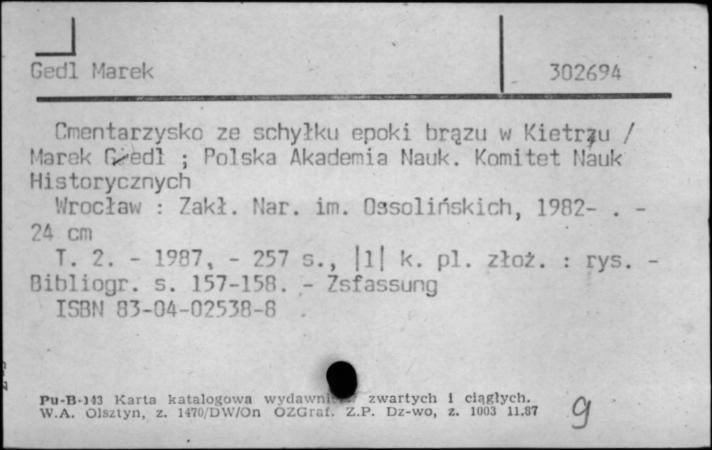 Gedl Marek 302694
Cmentarzysko ze schyłku epoki brązu w Kietrzu /
Marek Gedl ; Polska Akademia Nauk. Komitet Nauk
Historycznych
Wrocław : Zakł. Nar. im. Ossolińskich, 1982- . -
24 cm
T. 2. - 1987. - 257 s., |1| k. pl. złoż. : rys. -
Bibliogr. s. 157-158. - Zsfassung
ISBN 83-04-02538-8
Pu-B-143 Karta katalogowa zwartych i ciągłych.
W.A. Olsztyn, z. 1470/DW/On OZGraf. Z.P. Dz-wo, z. 1003 11.87
g